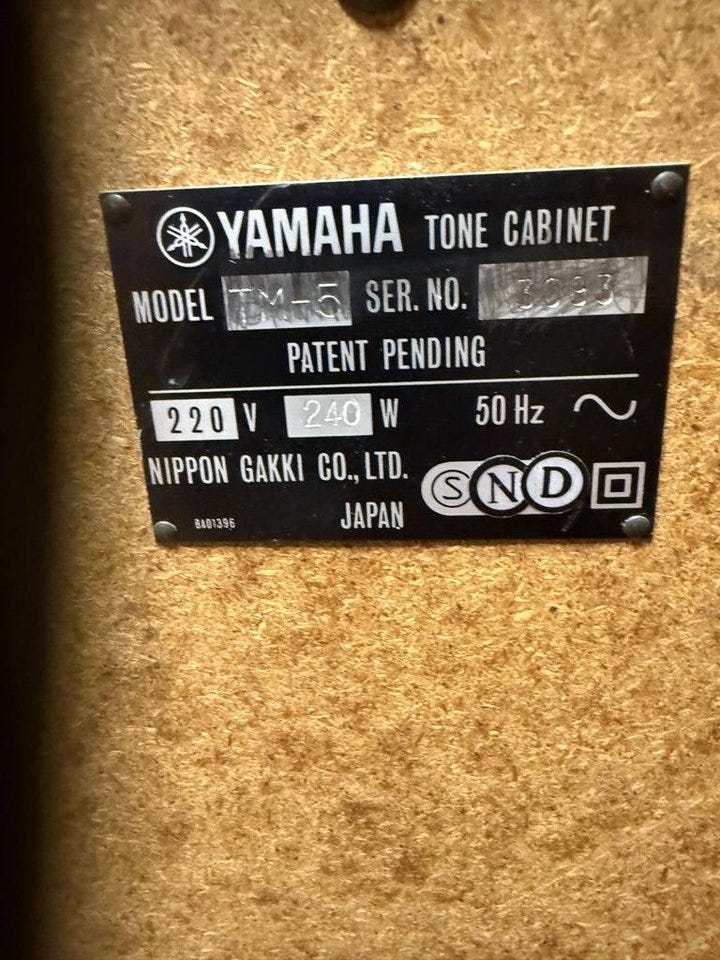 YAMAHA TONE CABINET
MODEL TM-5 SER. NO. 3093
PATENT PENDING
220 V 240 W 50 Hz
NIPPON GAKKI CO., LTD.
S N D
JAPAN
BA01396